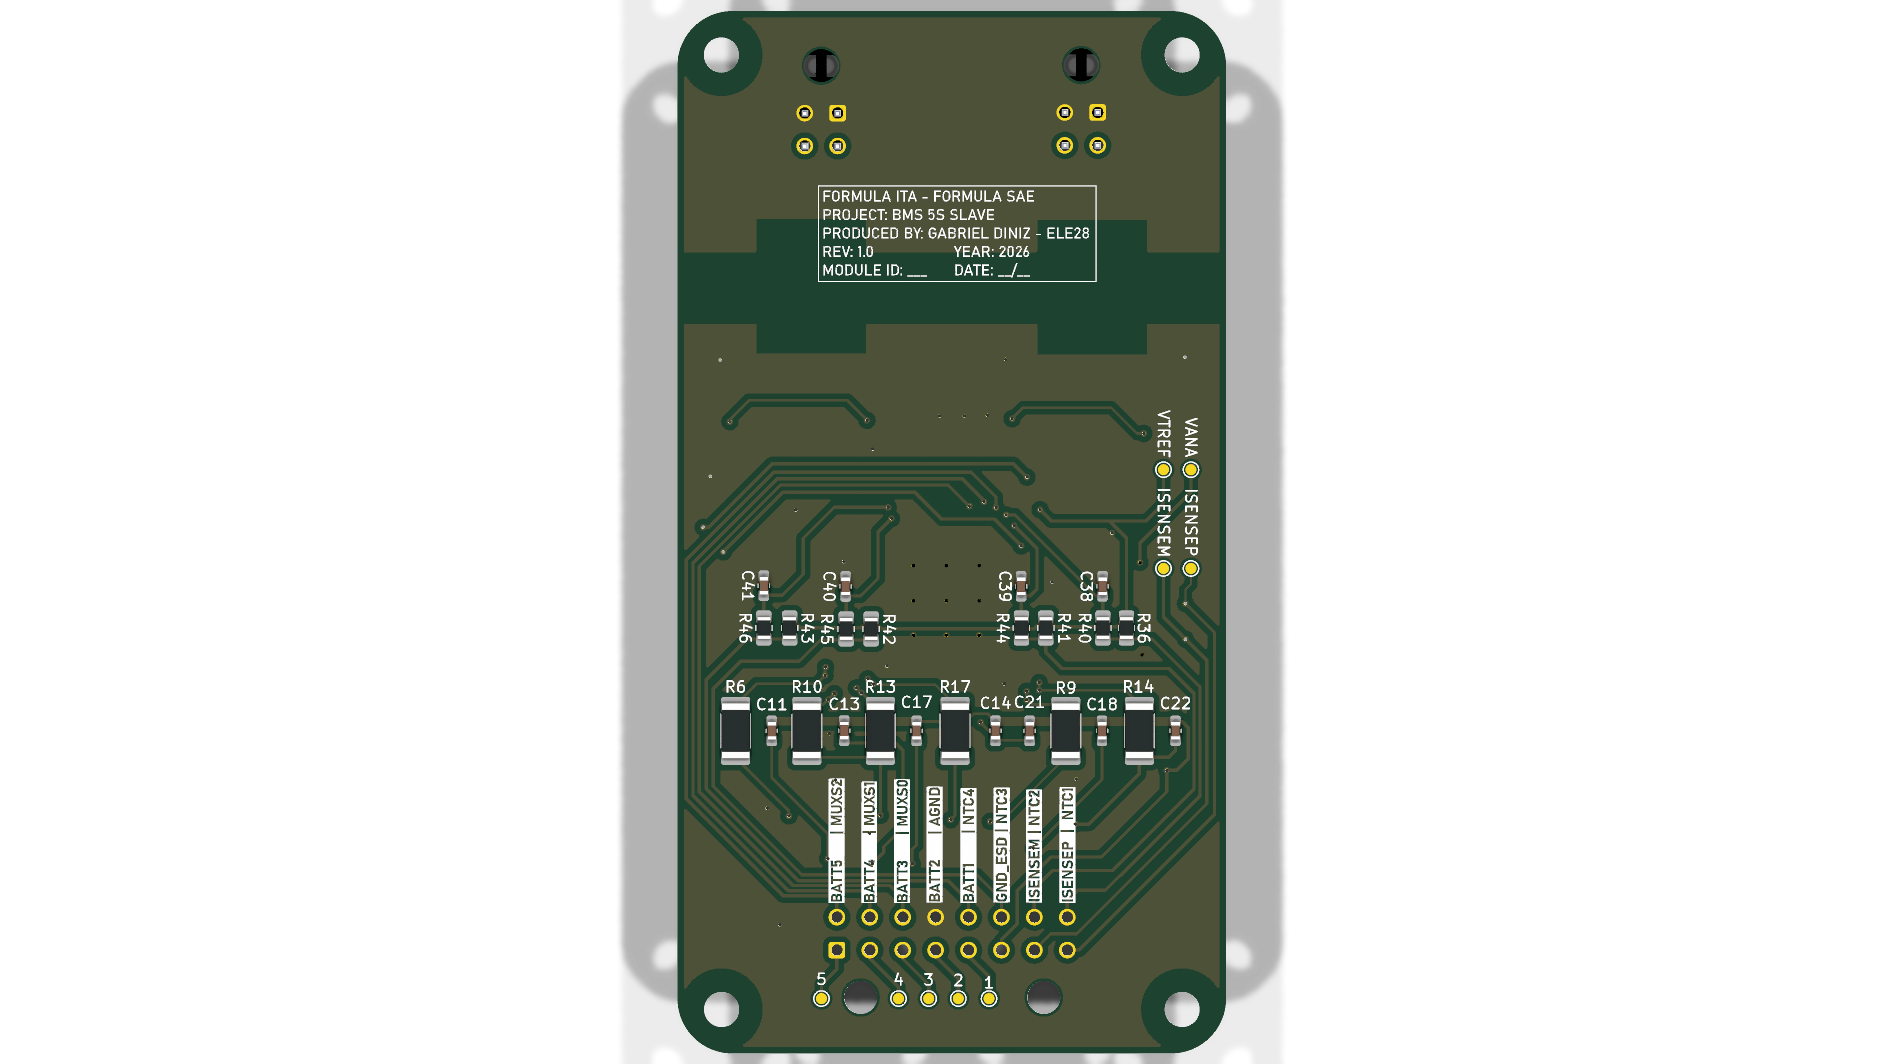 FORMULA ITA - FORMULA SAE
PROJECT: BMS 5S SLAVE
PRODUCED BY: GABRIEL DINIZ - ELE28
REV: 1.0 YEAR: 2026
MODULE ID: ___ DATE: __/__
VTREF VANA
ISENSEM ISENSEP
C41 C40 C39 C38
R46 R43 R45 R42 R44 R41 R40 R36
R6 R10 R13 R17 R9 R14
C11 C13 C17 C14 C21 C18 C22
BATT5 | MUXS2
BATT4 | MUXS1
BATT3 | MUXS0
BATT2 | AGND
BATT1 | NTC4
GND_ESD | NTC3
ISENSEM | NTC2
ISENSEP | NTC1
5 4 3 2 1